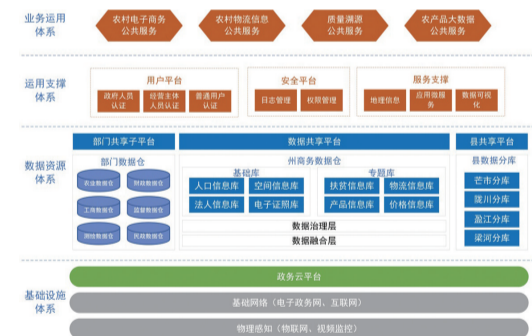 业务运用
体系
农村电子商务
公共服务
农村物流信息
公共服务
质量溯源
公共服务
农产品大数据
公共服务
运用支撑
体系
用户平台
政府人员
认证
经营主体
人员认证
普通用户
认证
安全平台
日志管理
权限管理
服务支撑
地理信息
应用微服
务
数据可视
化
数据资源
体系
部门共享子平台
数据共享平台
县共享平台
部门数据仓
农业数据仓
财政数据仓
工商数据仓
质监数据仓
测绘数据仓
民政数据仓
州商务数据仓
基础库
人口信息库
空间信息库
法人信息库
电子证照库
专题库
扶贫信息库
物流信息库
产品信息库
价格信息库
数据治理层
数据融合层
县数据分库
芒市分库
陇川分库
盈江分库
梁河分库
基础设施
体系
政务云平台
基础网络（电子政务网、互联网）
物理感知（物联网、视频监控）